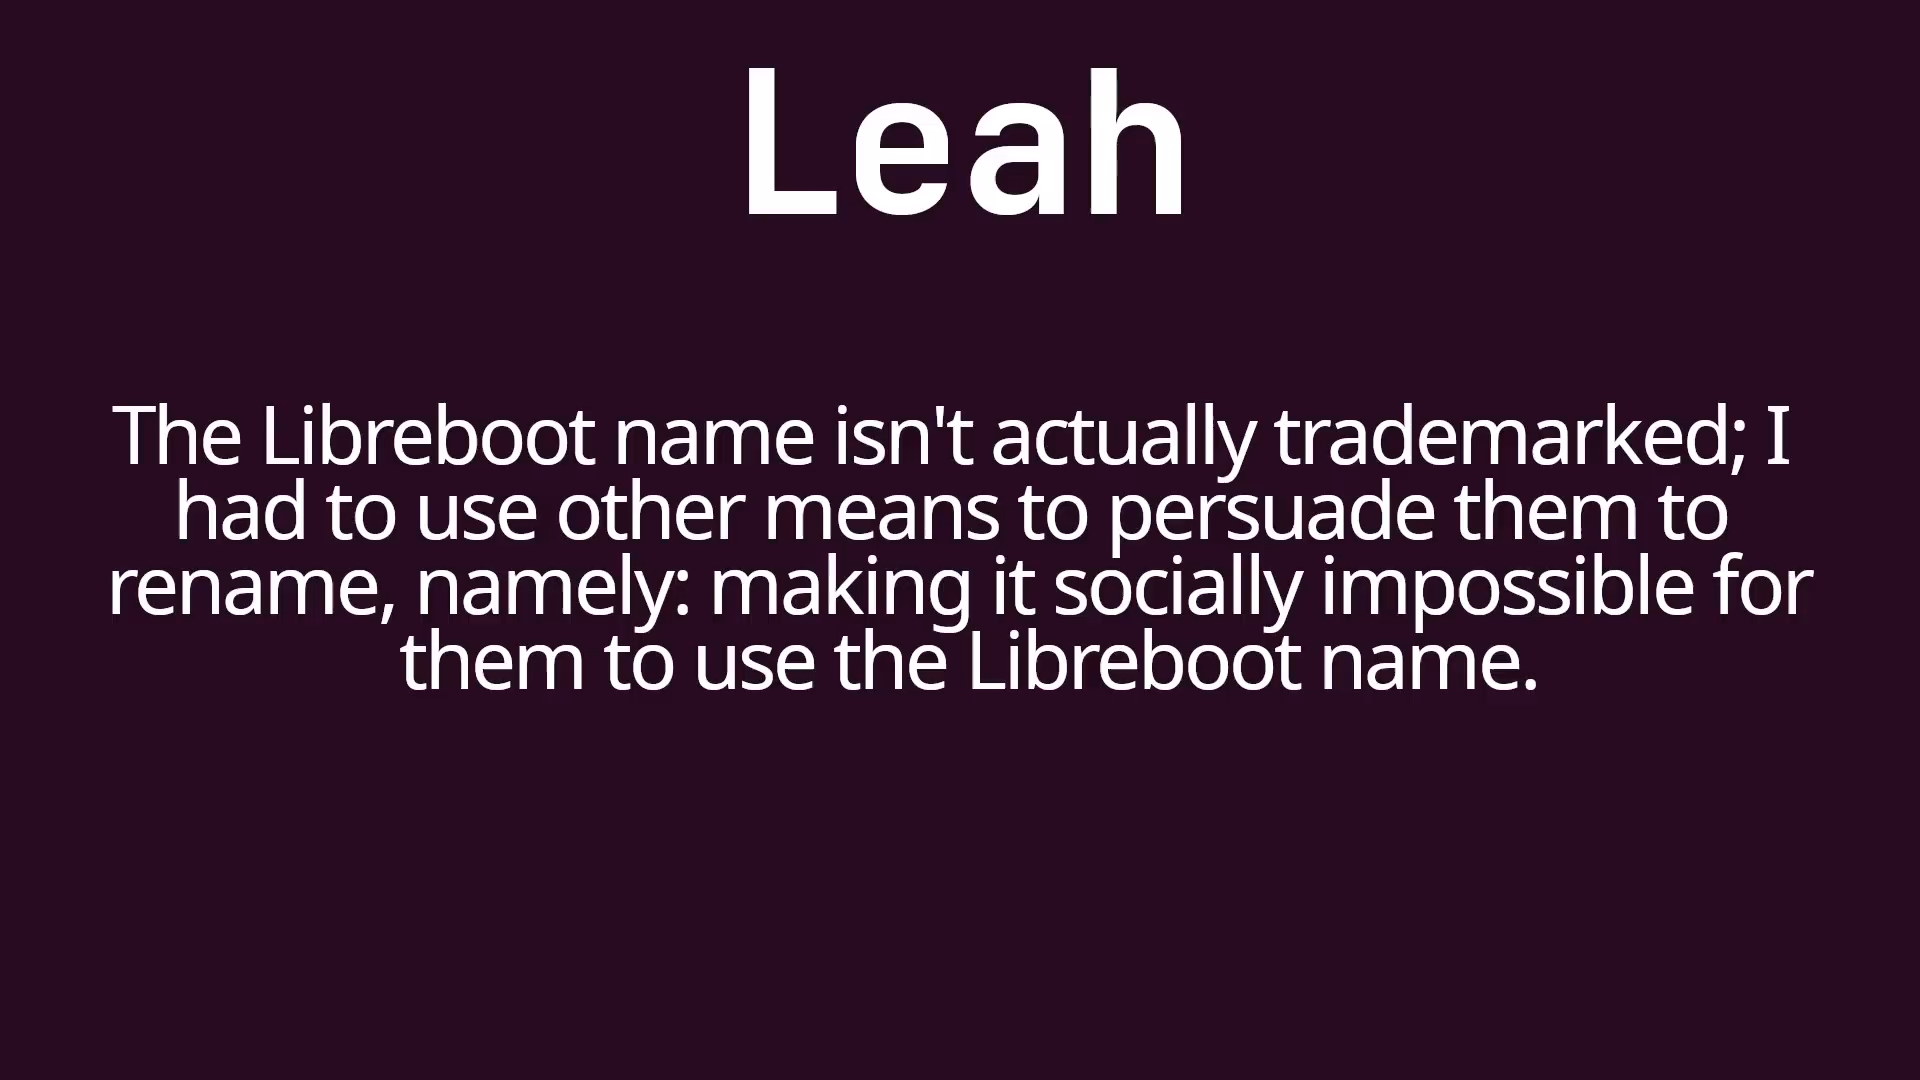 Leah
The Libreboot name isn't actually trademarked; I
had to use other means to persuade them to
rename, namely: making it socially impossible for
them to use the Libreboot name.